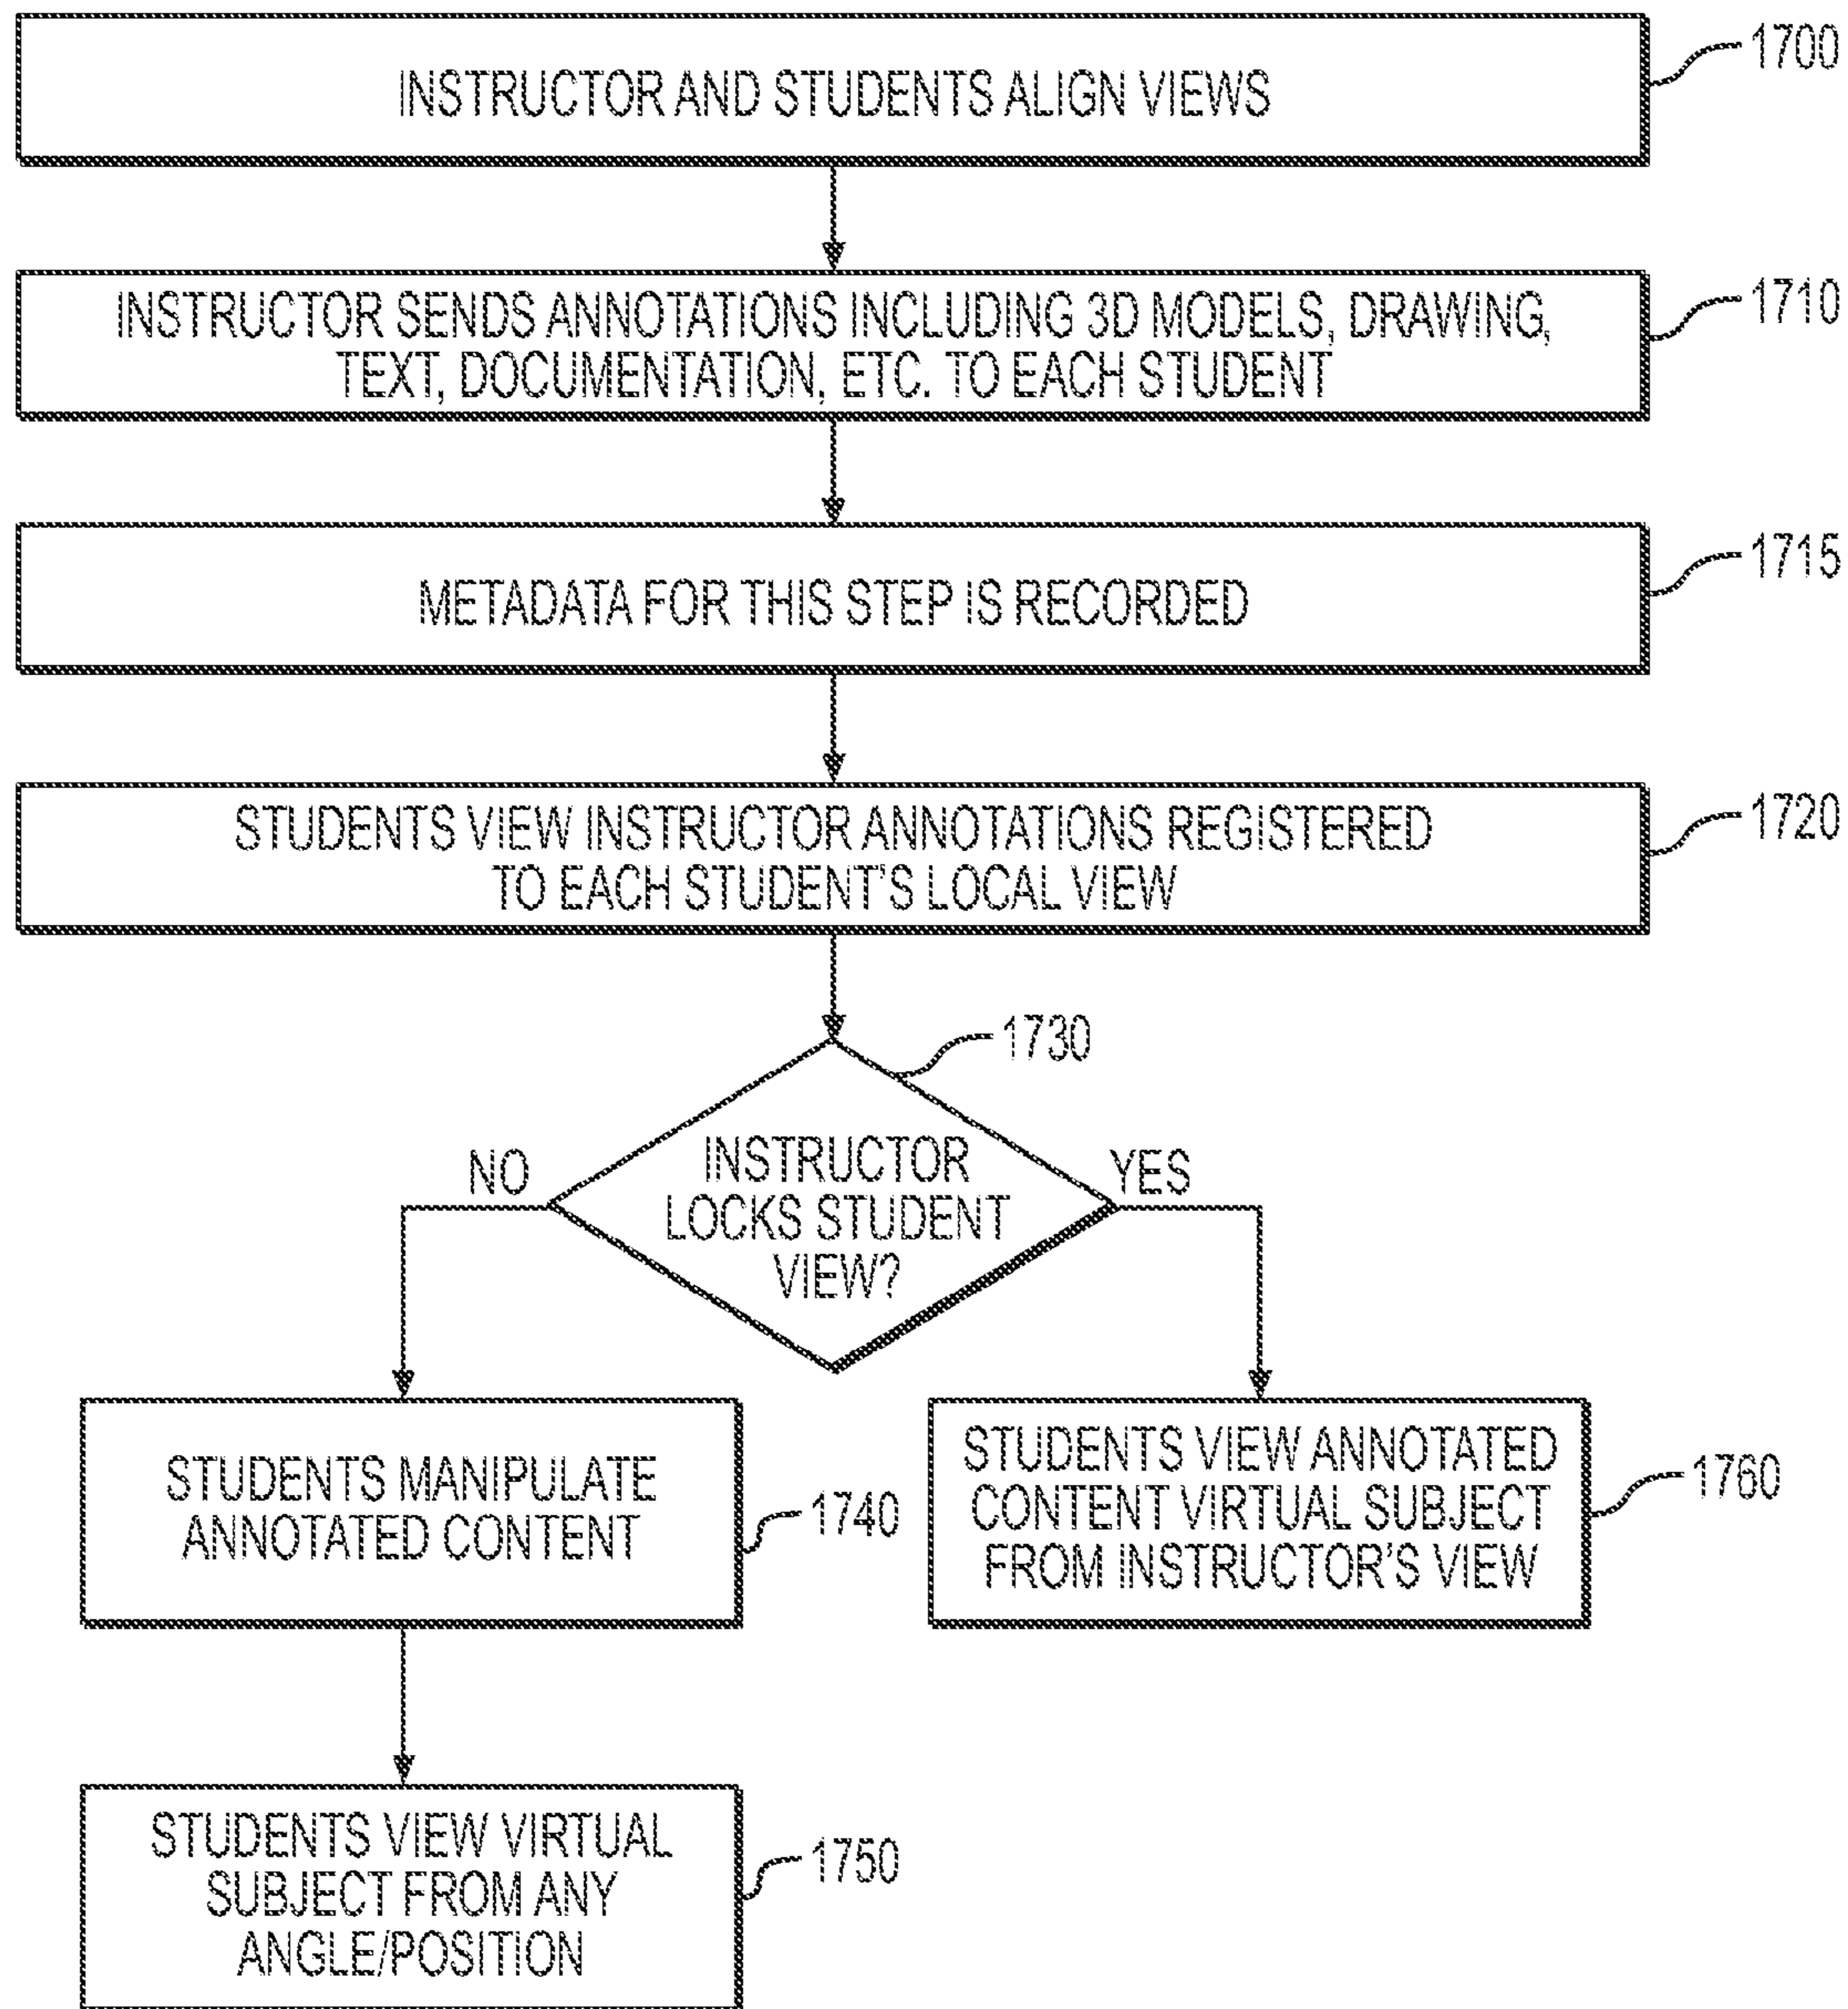 INSTRUCTOR AND STUDENTS ALIGN VIEWS
1700
INSTRUCTOR SENDS ANNOTATIONS INCLUDING 3D MODELS, DRAWING,
TEXT, DOCUMENTATION, ETC. TO EACH STUDENT
1710
METADATA FOR THIS STEP IS RECORDED
1715
STUDENTS VIEW INSTRUCTOR ANNOTATIONS REGISTERED
TO EACH STUDENT'S LOCAL VIEW
1720
1730
INSTRUCTOR
LOCKS STUDENT
VIEW?
NO
YES
STUDENTS MANIPULATE
ANNOTATED CONTENT
1740
STUDENTS VIEW ANNOTATED
CONTENT VIRTUAL SUBJECT
FROM INSTRUCTOR'S VIEW
1760
STUDENTS VIEW VIRTUAL
SUBJECT FROM ANY
ANGLE/POSITION
1750